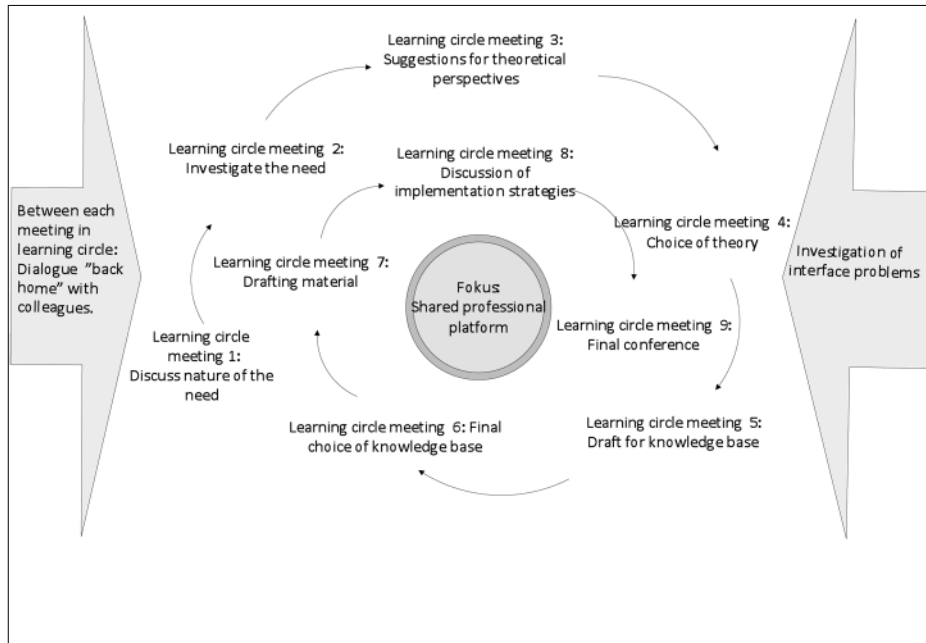 Learning circle meeting 3:
Suggestions for theoretical
perspectives
Learning circle meeting 2:
Investigate the need
Learning circle meeting 8:
Discussion of
implementation strategies
Between each
meeting in
learning circle:
Dialogue "back
home" with
colleagues.
Learning circle meeting 4:
Choice of theory
Investigation of
interface problems
Learning circle meeting 7:
Drafting material
Fokus:
Shared professional
platform
Learning circle
meeting 1:
Discuss nature of the
need
Learning circle meeting 9:
Final conference
Learning circle meeting 6: Final
choice of knowledge base
Learning circle meeting 5:
Draft for knowledge base